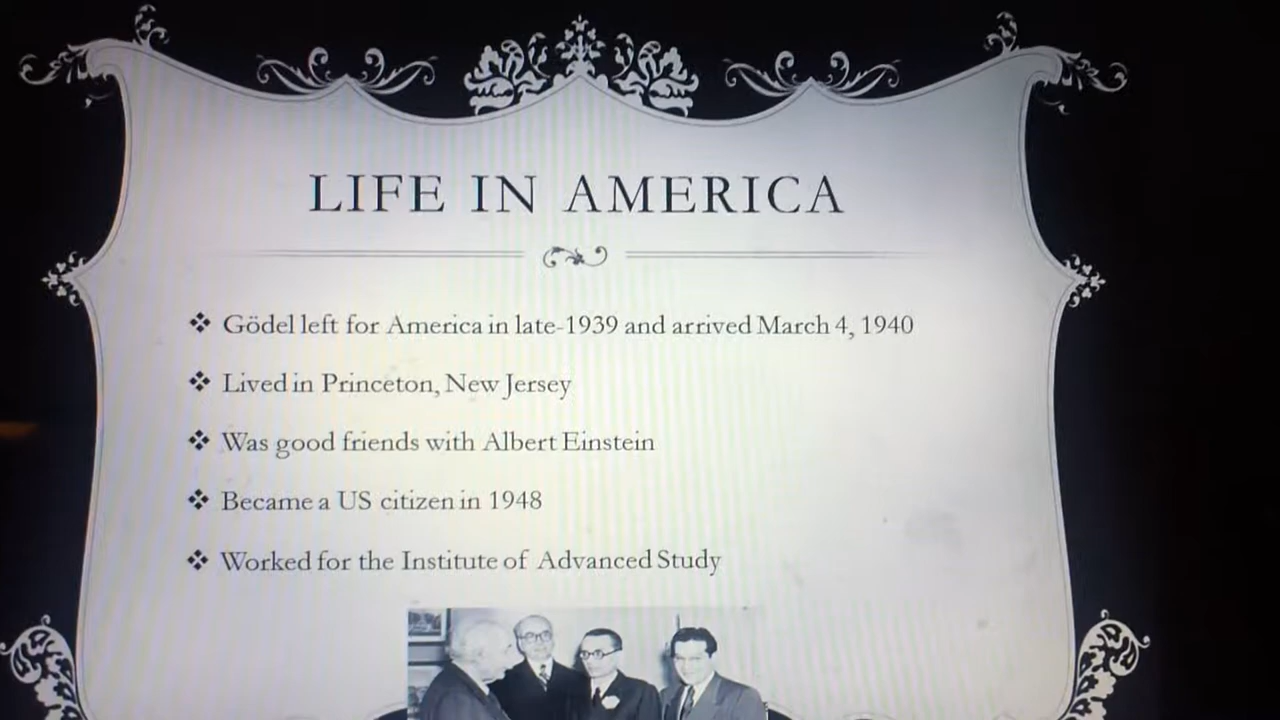 LIFE IN AMERICA
❖ Gödel left for America in late-1939 and arrived March 4, 1940
❖ Lived in Princeton, New Jersey
❖ Was good friends with Albert Einstein
❖ Became a US citizen in 1948
❖ Worked for the Institute of Advanced Study